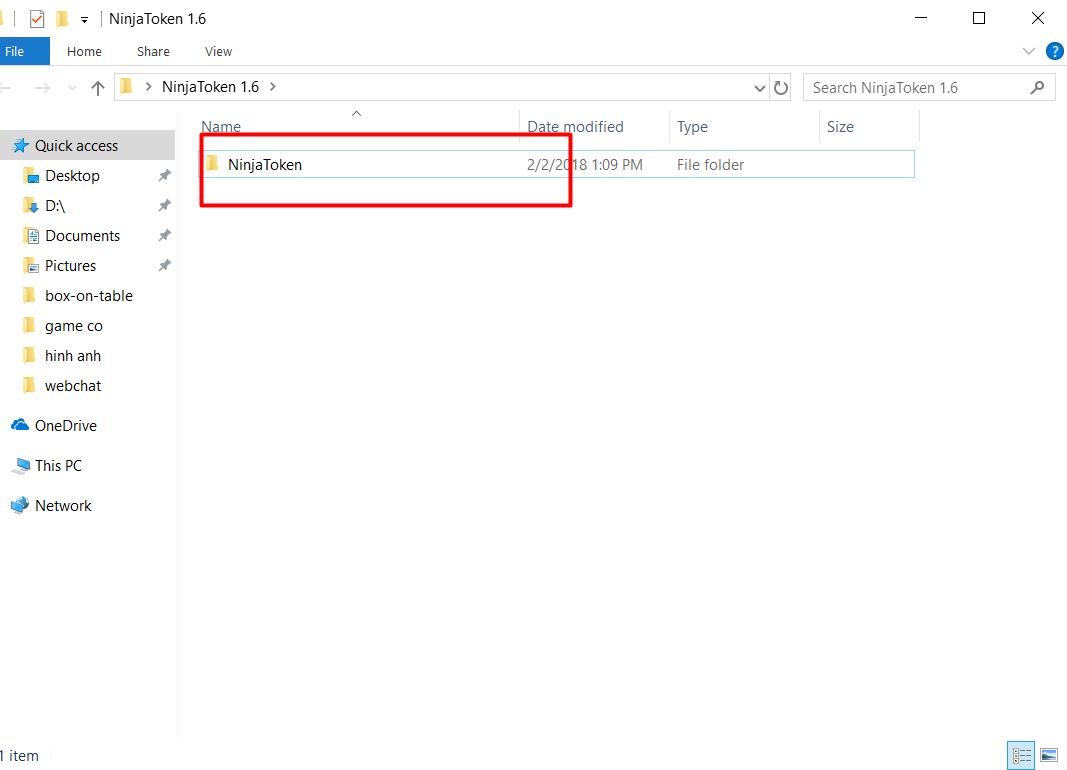 NinjaToken 1.6
File Home Share View
NinjaToken 1.6
Search NinjaToken 1.6
Name Date modified Type Size
NinjaToken 2/2/2018 1:09 PM File folder
Quick access
Desktop
D:\
Documents
Pictures
box-on-table
game co
hinh anh
webchat
OneDrive
This PC
Network
1 item